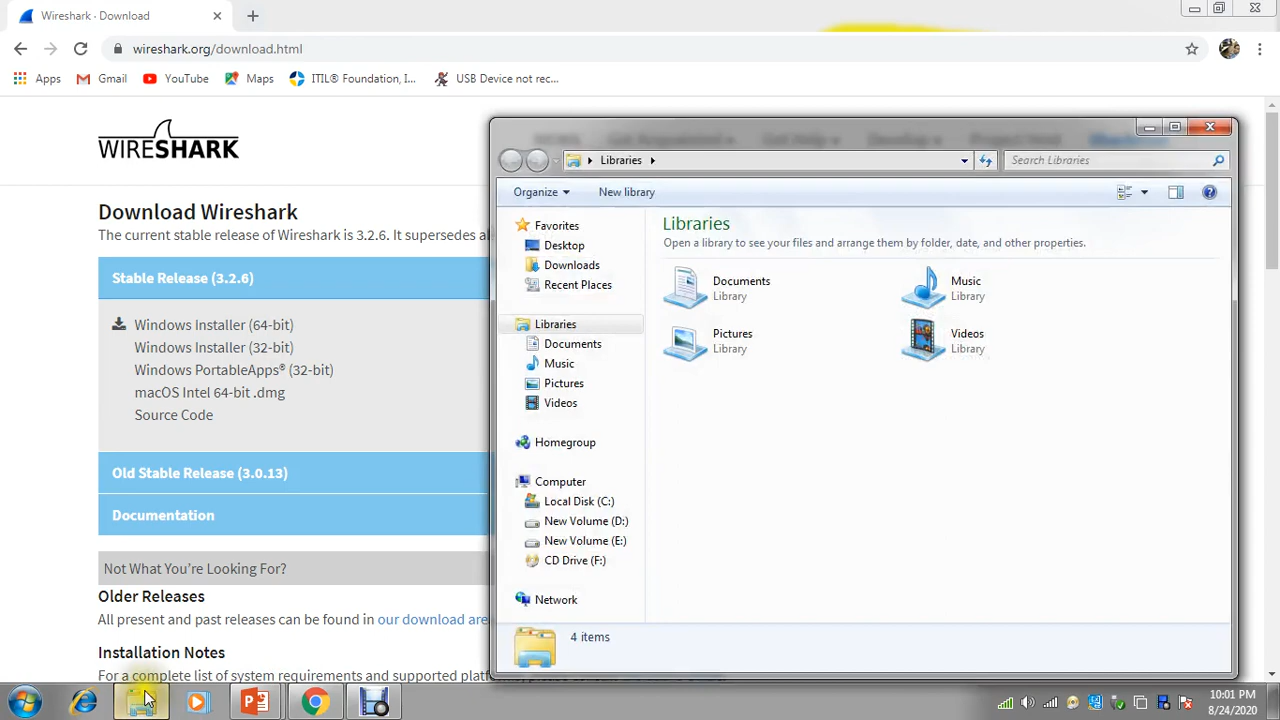 Wireshark · Download
wireshark.org/download.html
Apps
Gmail
YouTube
Maps
ITIL® Foundation, I...
USB Device not rec...
WIRESHARK
Download Wireshark
The current stable release of Wireshark is 3.2.6. It supersedes
Stable Release (3.2.6)
Windows Installer (64-bit)
Windows Installer (32-bit)
Windows PortableApps® (32-bit)
macOS Intel 64-bit .dmg
Source Code
Old Stable Release (3.0.13)
Documentation
Not What You're Looking For?
Older Releases
All present and past releases can be found in our download are
Installation Notes
For a complete list of system requirements and supported
Libraries
Search Libraries
Organize
New library
Favorites
Desktop
Downloads
Recent Places
Libraries
Documents
Music
Pictures
Videos
Homegroup
Computer
Local Disk (C:)
New Volume (D:)
New Volume (E:)
CD Drive (F:)
Network
Libraries
Open a library to see your files and arrange them by folder, date, and other properties.
Documents
Library
Music
Library
Pictures
Library
Videos
Library
4 items
10:01 PM
8/24/2020